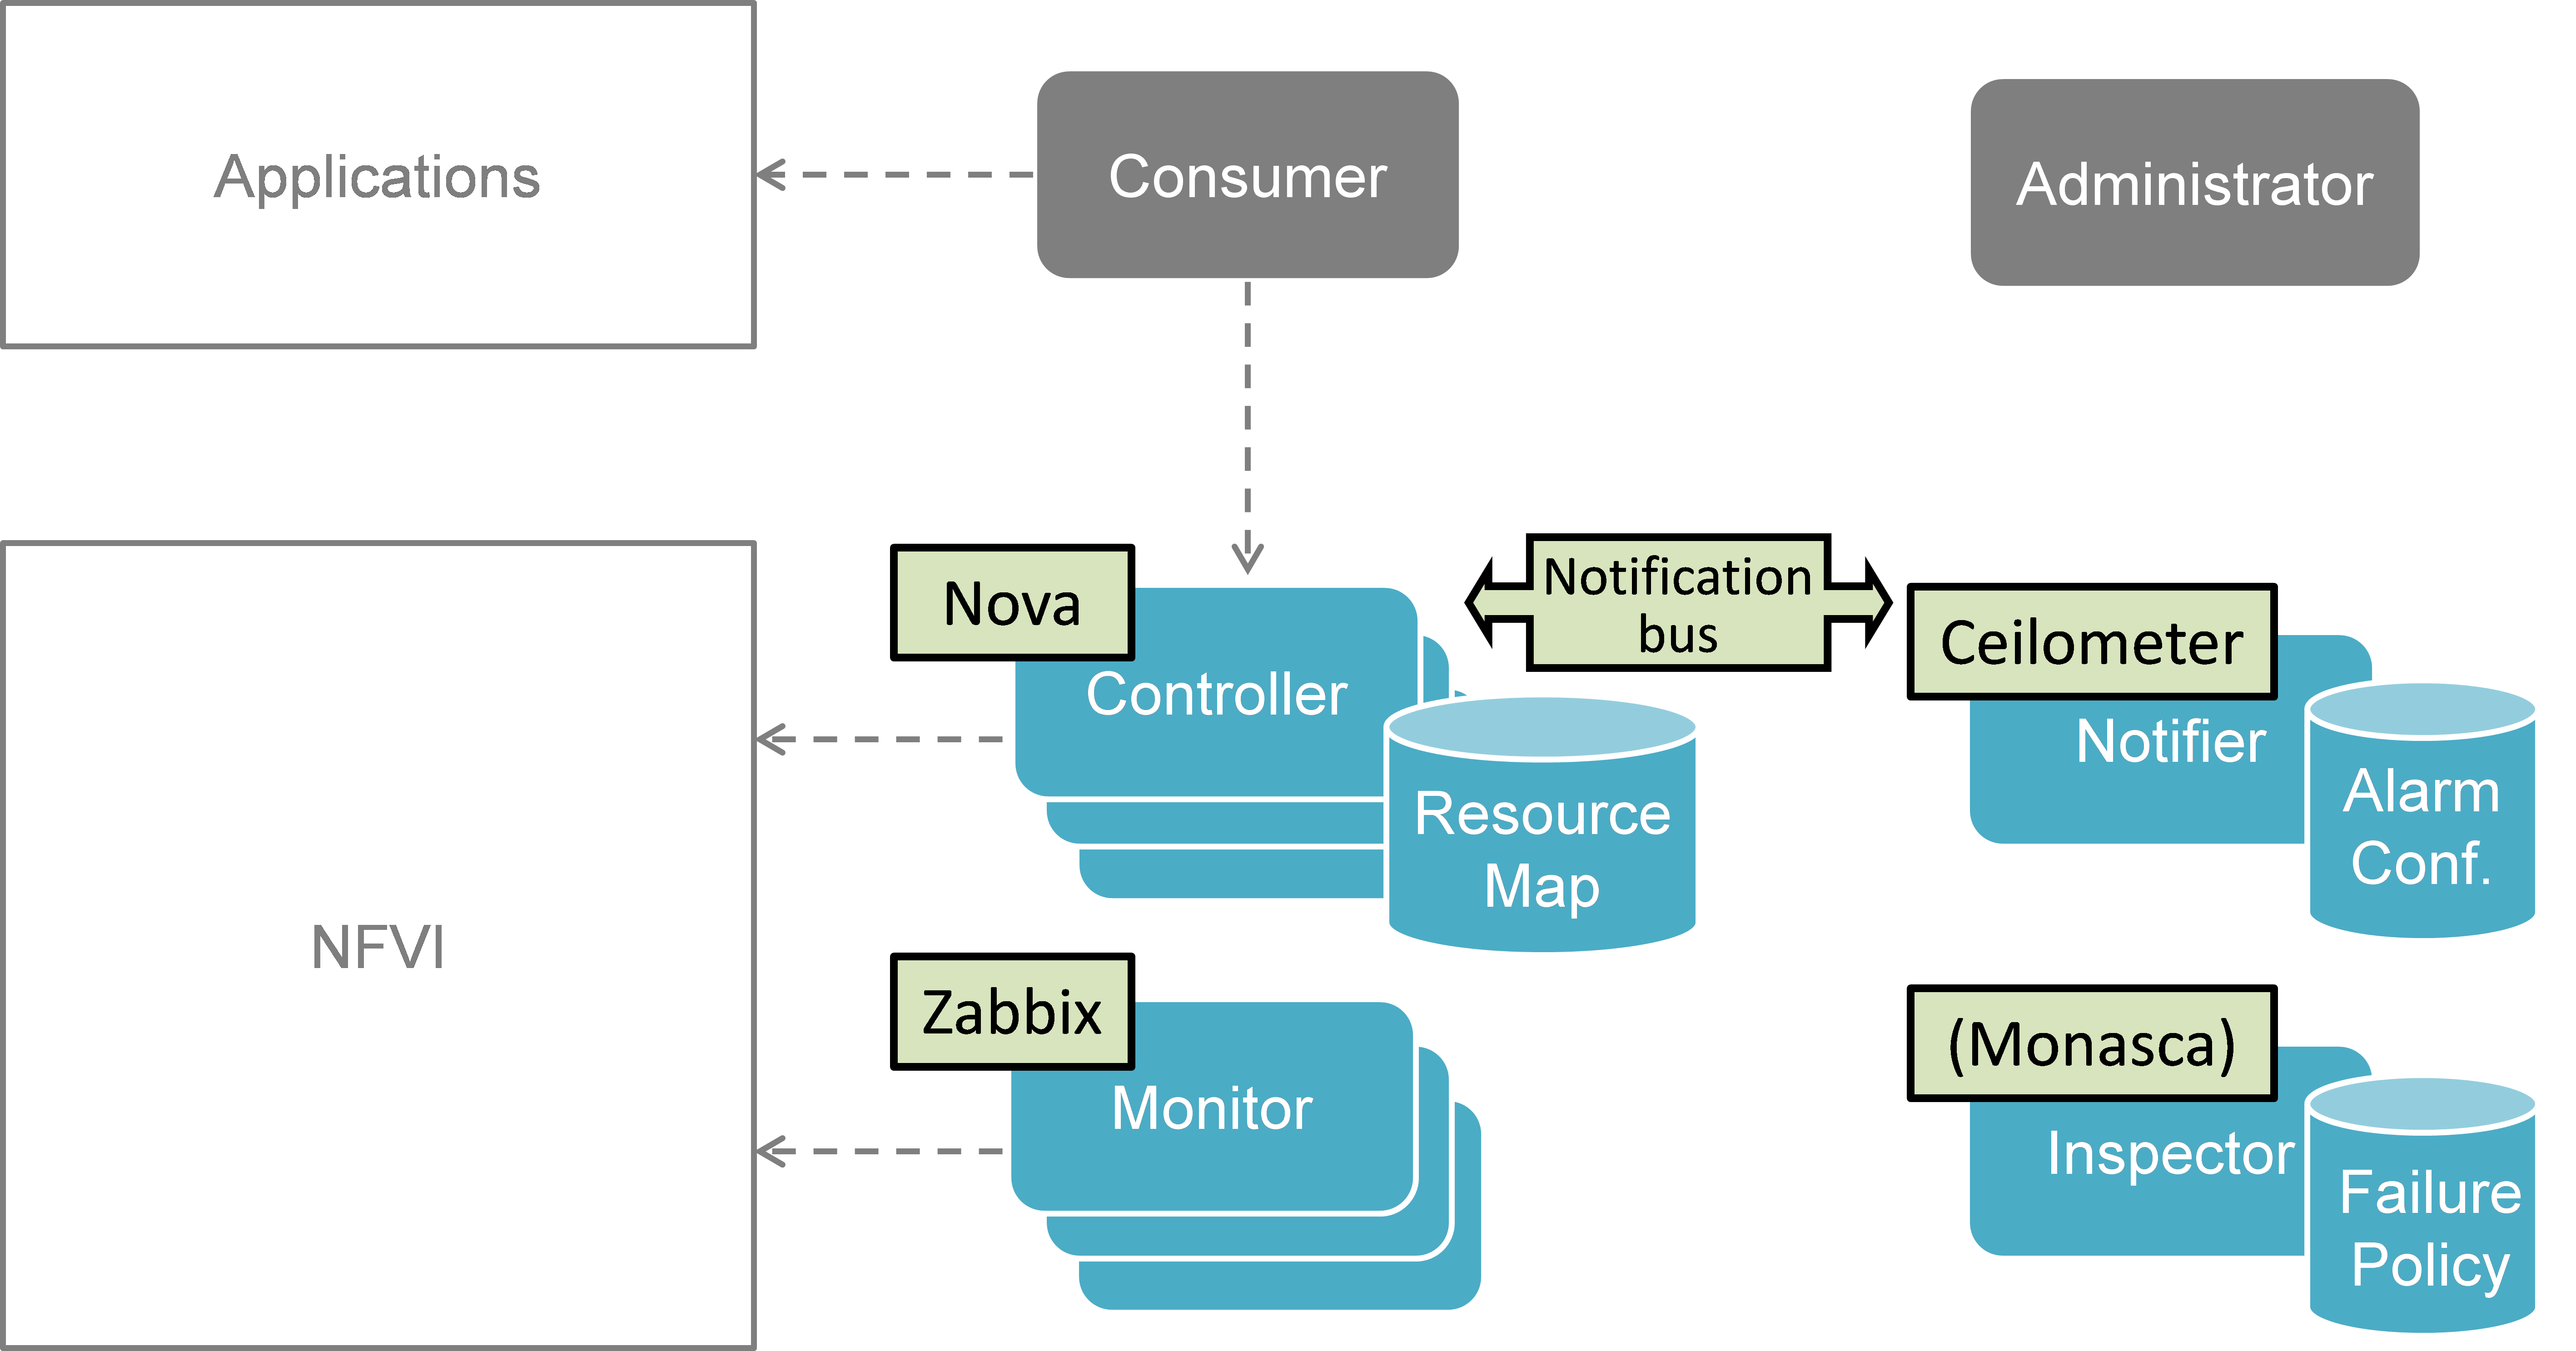 Applications
Consumer
Administrator
Nova
Controller
Resource
Map
Notification
bus
Ceilometer
Notifier
Alarm
Conf.
NFVI
Zabbix
Monitor
(Monasca)
Inspector
Failure
Policy